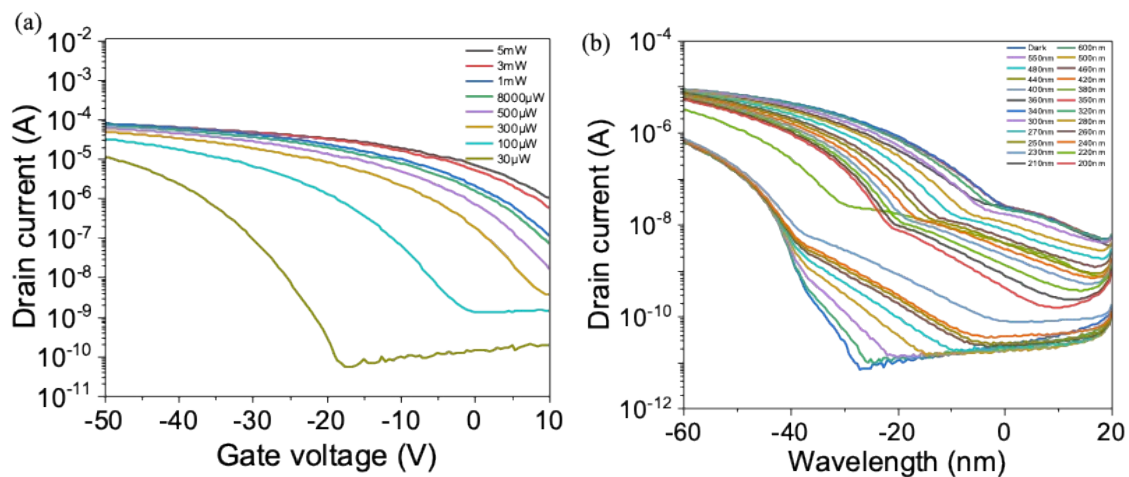 (a)
10⁻²
10⁻³
10⁻⁴
10⁻⁵
10⁻⁶
10⁻⁷
10⁻⁸
10⁻⁹
10⁻¹⁰
10⁻¹¹
Drain current (A)
5mW
3mW
1mW
8000µW
500µW
300µW
100µW
30µW
-50 -40 -30 -20 -10 0 10
Gate voltage (V)
(b)
10⁻⁴
10⁻⁶
10⁻⁸
10⁻¹⁰
10⁻¹²
Drain current (A)
Dark 600nm
550nm 500nm
480nm 460nm
440nm 420nm
400nm 380nm
360nm 350nm
340nm 320nm
300nm 280nm
270nm 260nm
250nm 240nm
230nm 220nm
210nm 200nm
-60 -40 -20 0 20
Wavelength (nm)